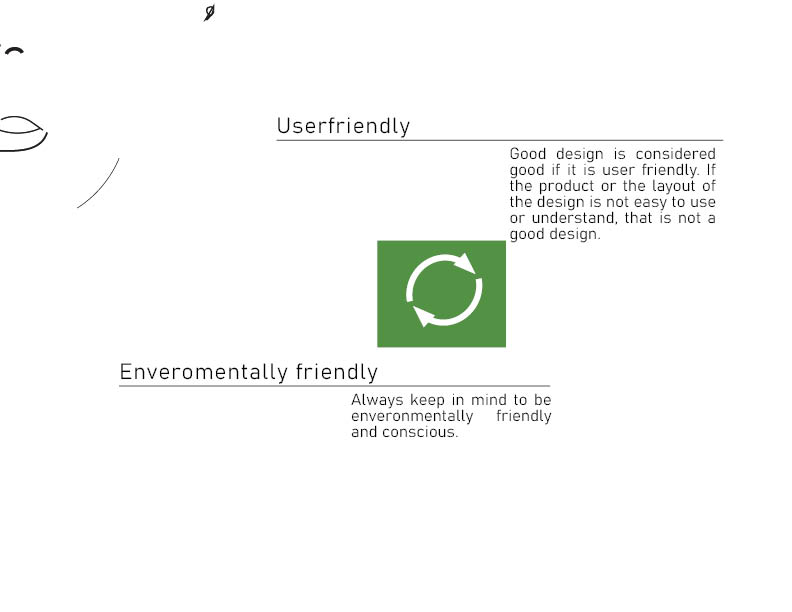 Userfriendly
Good design is considered
good if it is user friendly. If
the product or the layout of
the design is not easy to use
or understand, that is not a
good design.
Enveromentally friendly
Always keep in mind to be
enveronmentally friendly
and conscious.